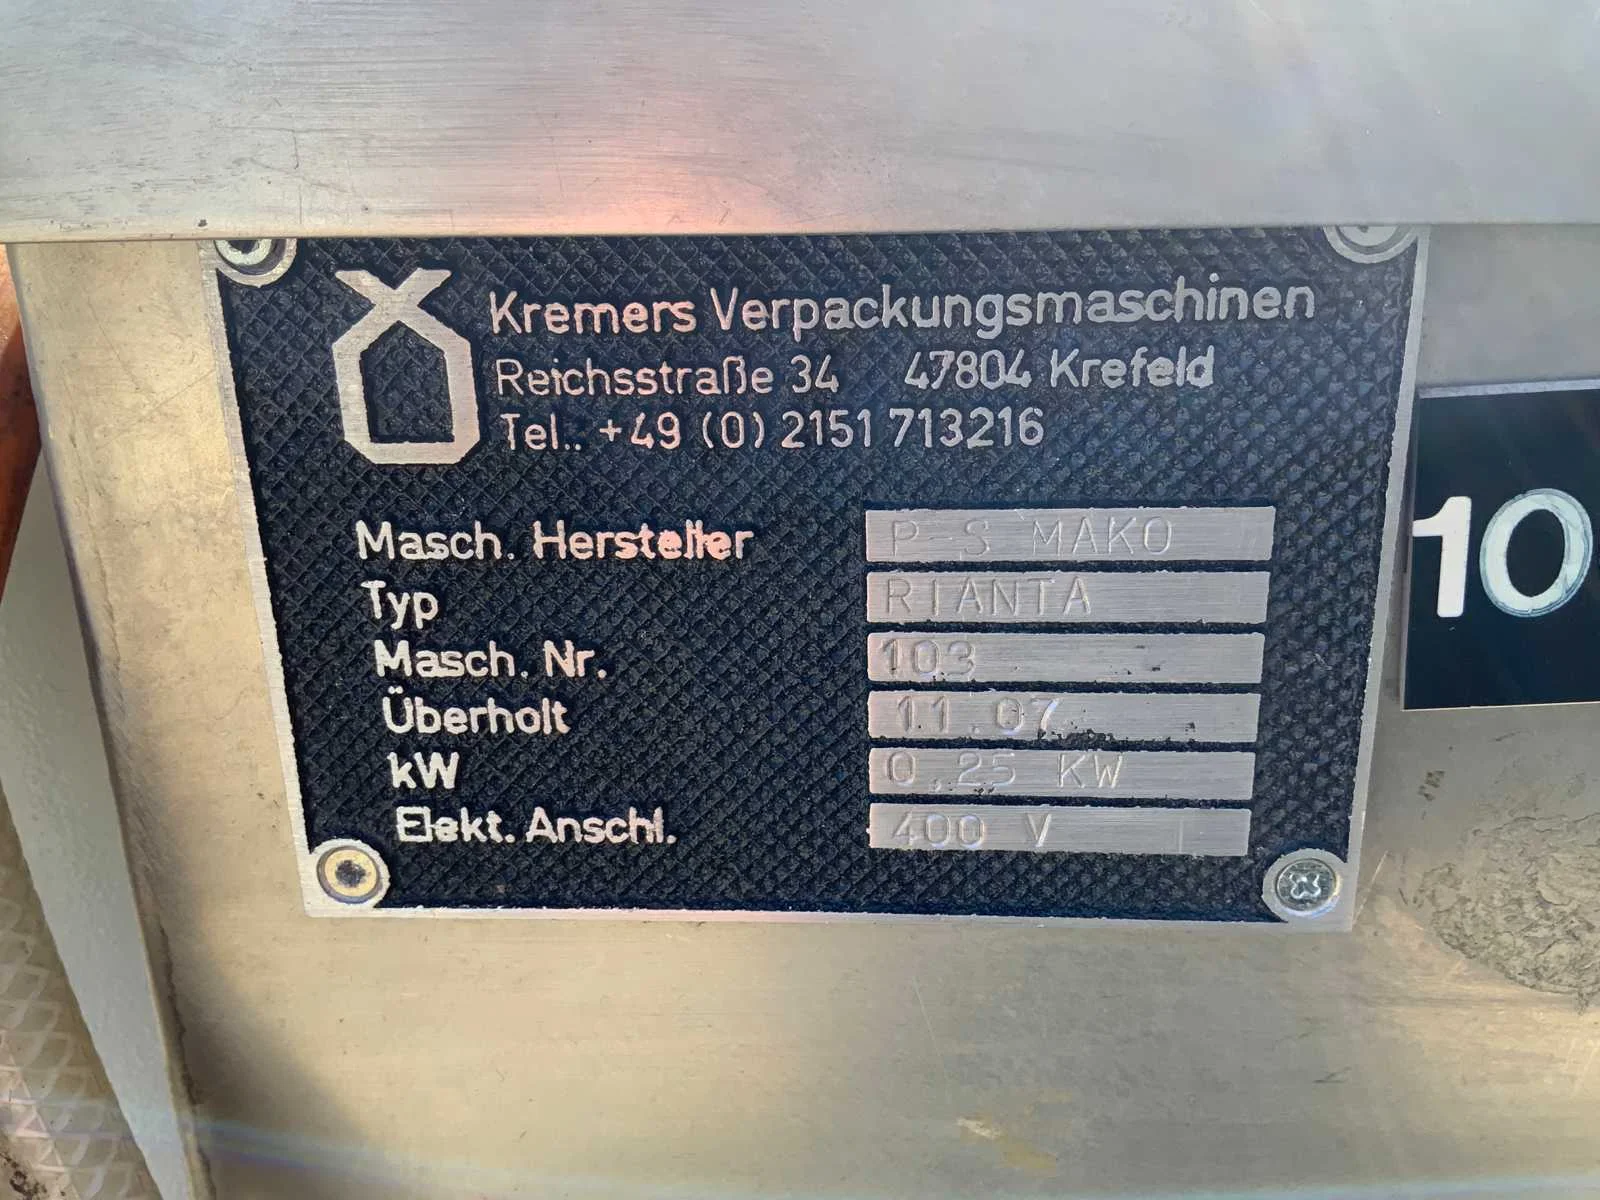 Kremers Verpackungsmaschinen
Reichsstraße 34 47804 Krefeld
Tel.. +49 (0) 2151 713216
Masch. Hersteller P-S MAKO
Typ RIANTA
Masch. Nr. 103
Überholt 11.07
kW 0,25 KW
Elekt. Anschl. 400 V
10